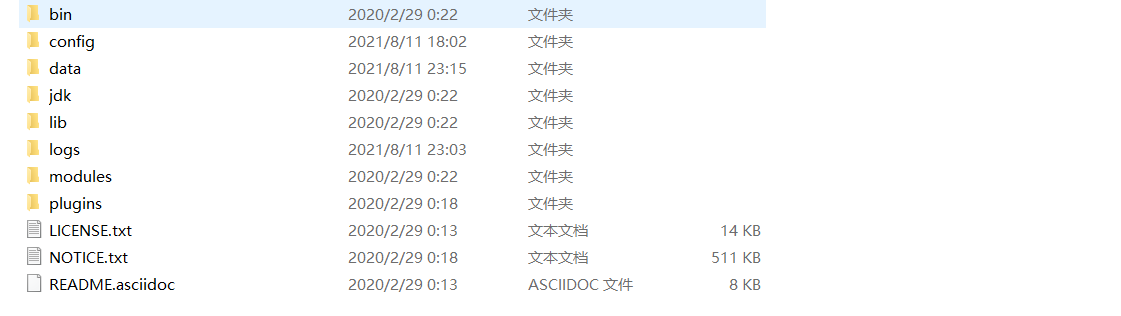 bin 2020/2/29 0:22 文件夹
config 2021/8/11 18:02 文件夹
data 2021/8/11 23:15 文件夹
jdk 2020/2/29 0:22 文件夹
lib 2020/2/29 0:22 文件夹
logs 2021/8/11 23:03 文件夹
modules 2020/2/29 0:22 文件夹
plugins 2020/2/29 0:18 文件夹
LICENSE.txt 2020/2/29 0:13 文本文档 14 KB
NOTICE.txt 2020/2/29 0:18 文本文档 511 KB
README.asciidoc 2020/2/29 0:13 ASCIIDOC 文件 8 KB